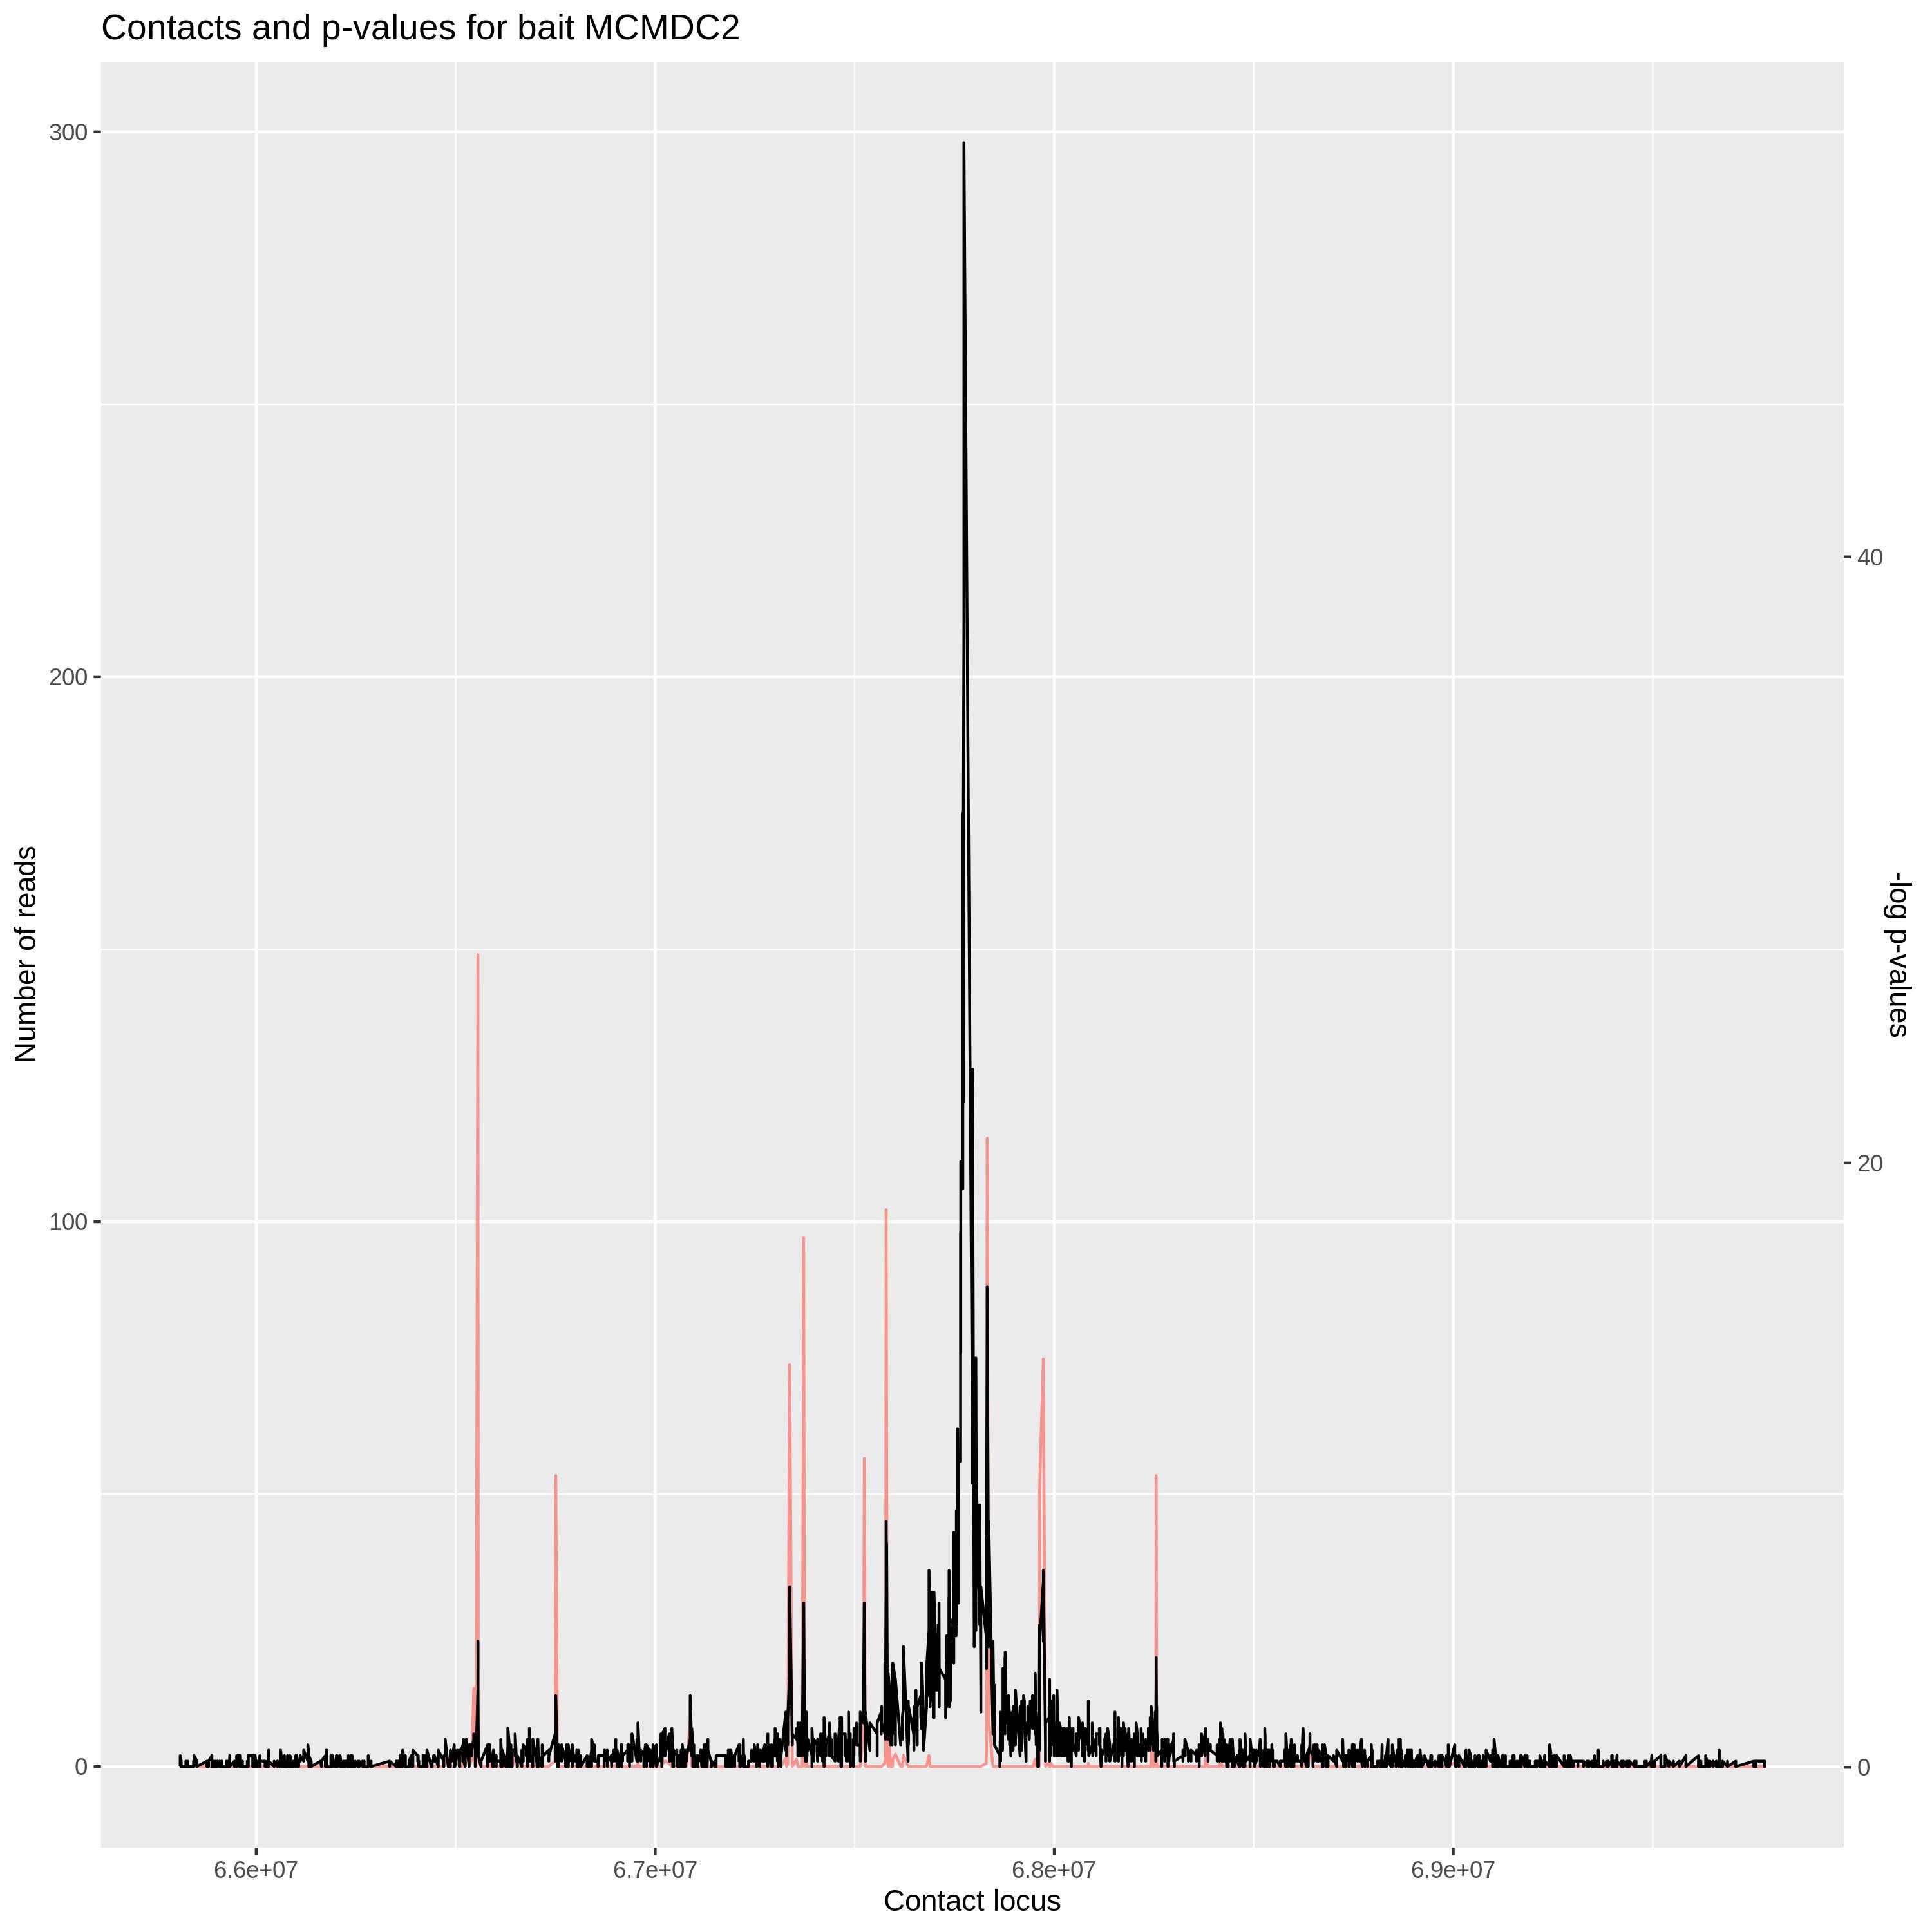 Contacts and p-values for bait MCMDC2
300
200
100
0
Number of reads
40
20
0
-log p-values
6.6e+07
6.7e+07
6.8e+07
6.9e+07
Contact locus